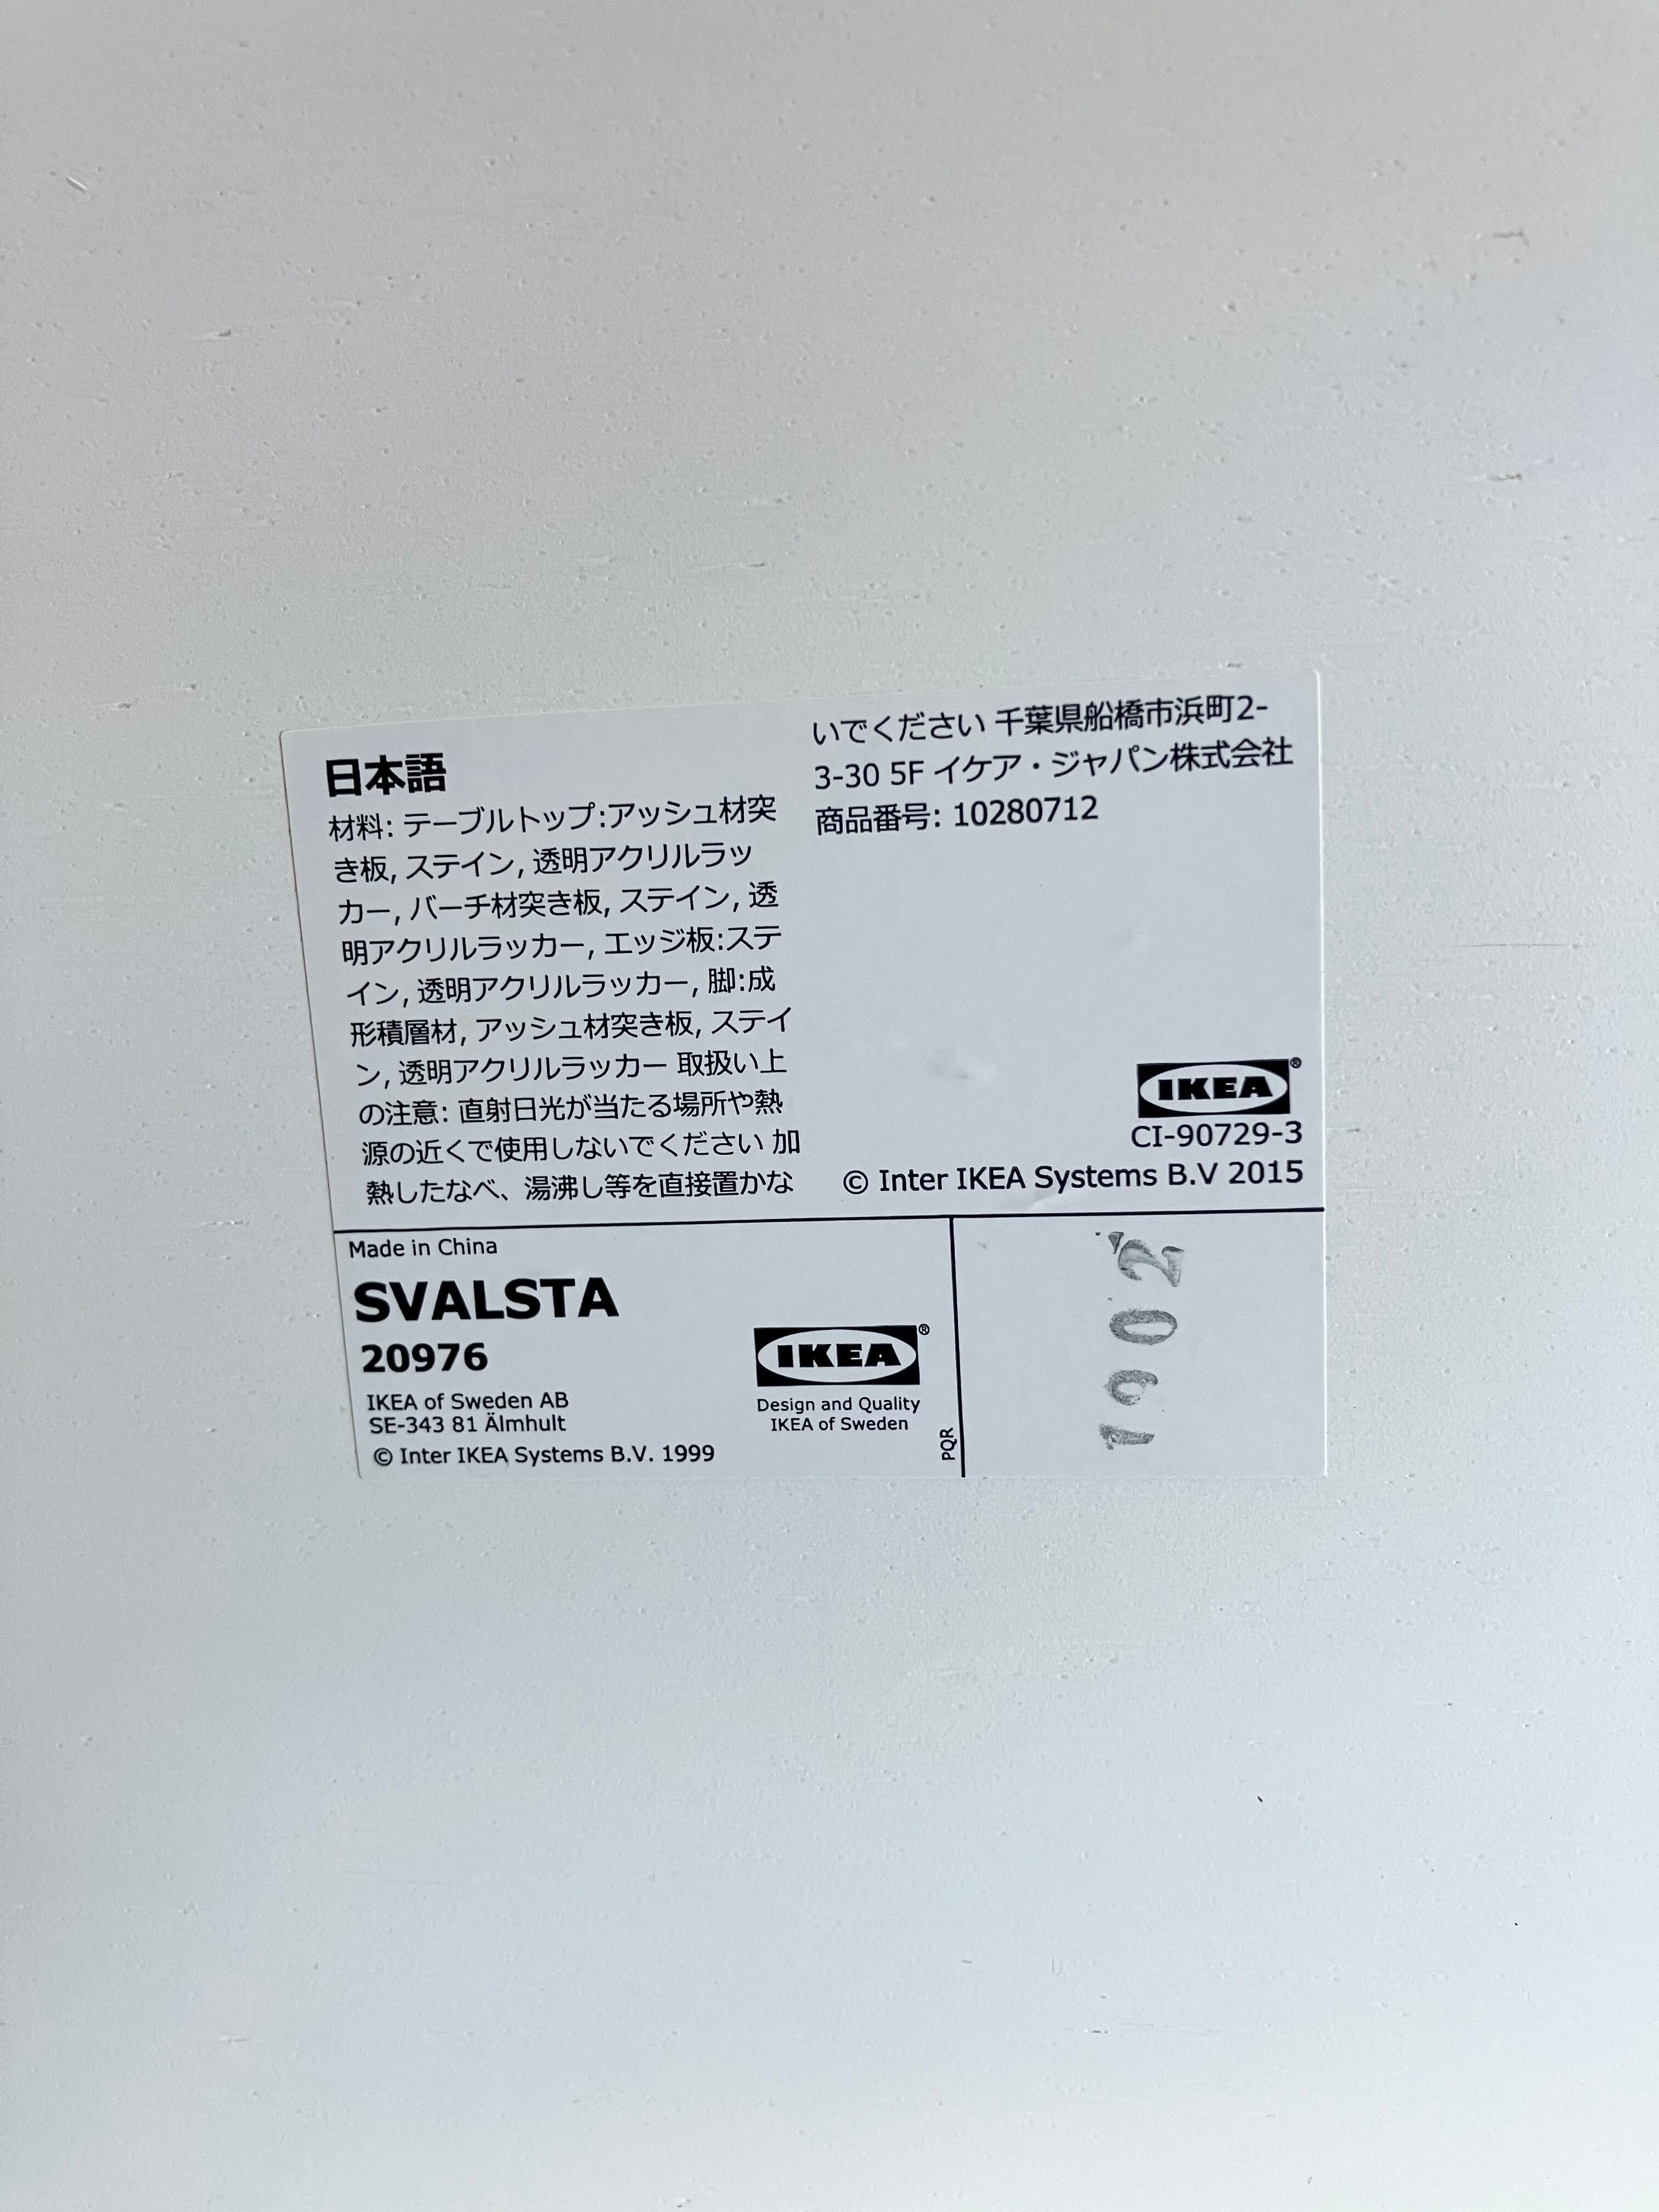 日本語
材料: テーブルトップ:アッシュ材突
き板, ステイン, 透明アクリルラッ
カー, バーチ材突き板, ステイン, 透
明アクリルラッカー, エッジ板:ステ
イン, 透明アクリルラッカー, 脚:成
形積層材, アッシュ材突き板, ステイ
ン, 透明アクリルラッカー 取扱い上
の注意: 直射日光が当たる場所や熱
源の近くで使用しないでください 加
熱したなべ、湯沸し等を直接置かな
いでください 千葉県船橋市浜町2-
3-30 5F イケア・ジャパン株式会社
商品番号: 10280712
IKEA®
CI-90729-3
© Inter IKEA Systems B.V 2015
Made in China
SVALSTA
20976
IKEA of Sweden AB
SE-343 81 Älmhult
© Inter IKEA Systems B.V. 1999
IKEA®
Design and Quality
IKEA of Sweden
PQR
1902